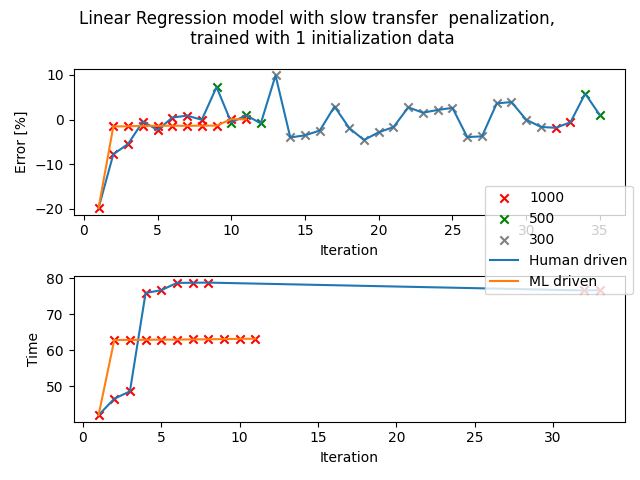 Linear Regression model with slow transfer  penalization,
trained with 1 initialization data
10
0
−10
−20
Error [%]
0 5 10 15 20 25 30 35
Iteration
1000
500
300
Human driven
ML driven
80
70
60
50
Time
0 5 10 15 20 25 30
Iteration